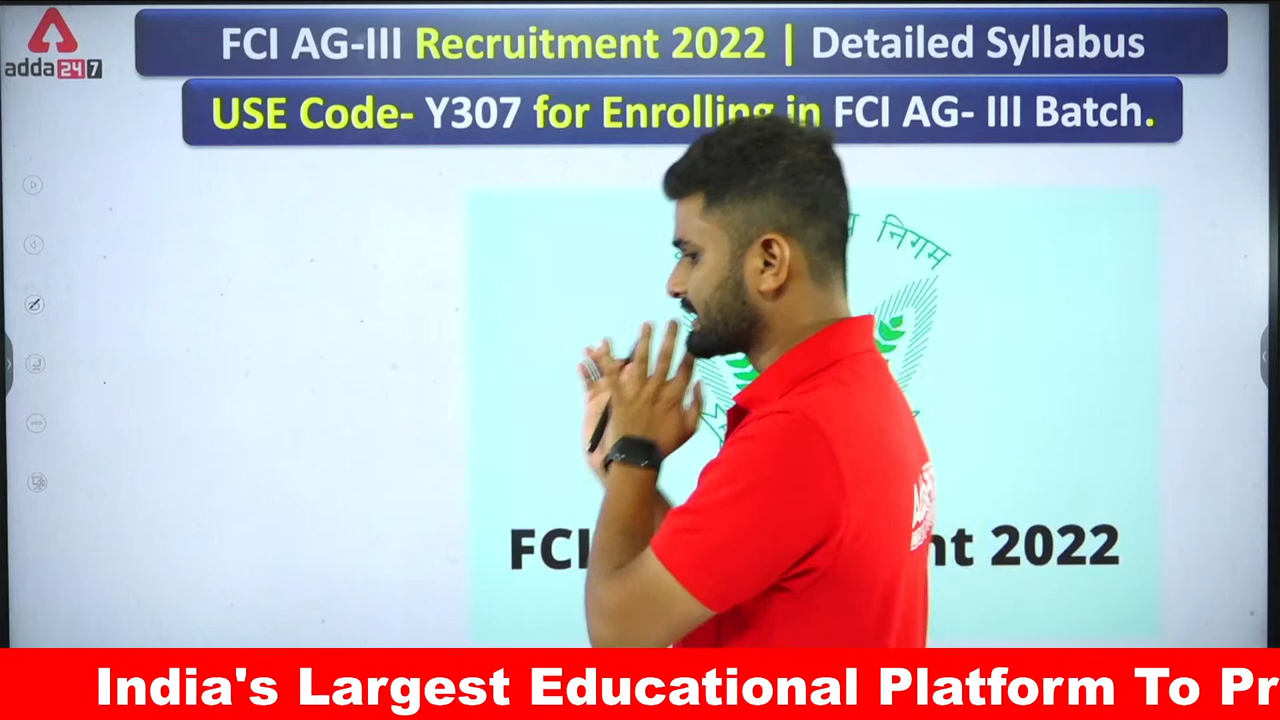 adda247
FCI AG-III Recruitment 2022 | Detailed Syllabus
USE Code- Y307 for Enrolling in FCI AG- III Batch.
निगम
FCI nt 2022
India's Largest Educational Platform To Pr